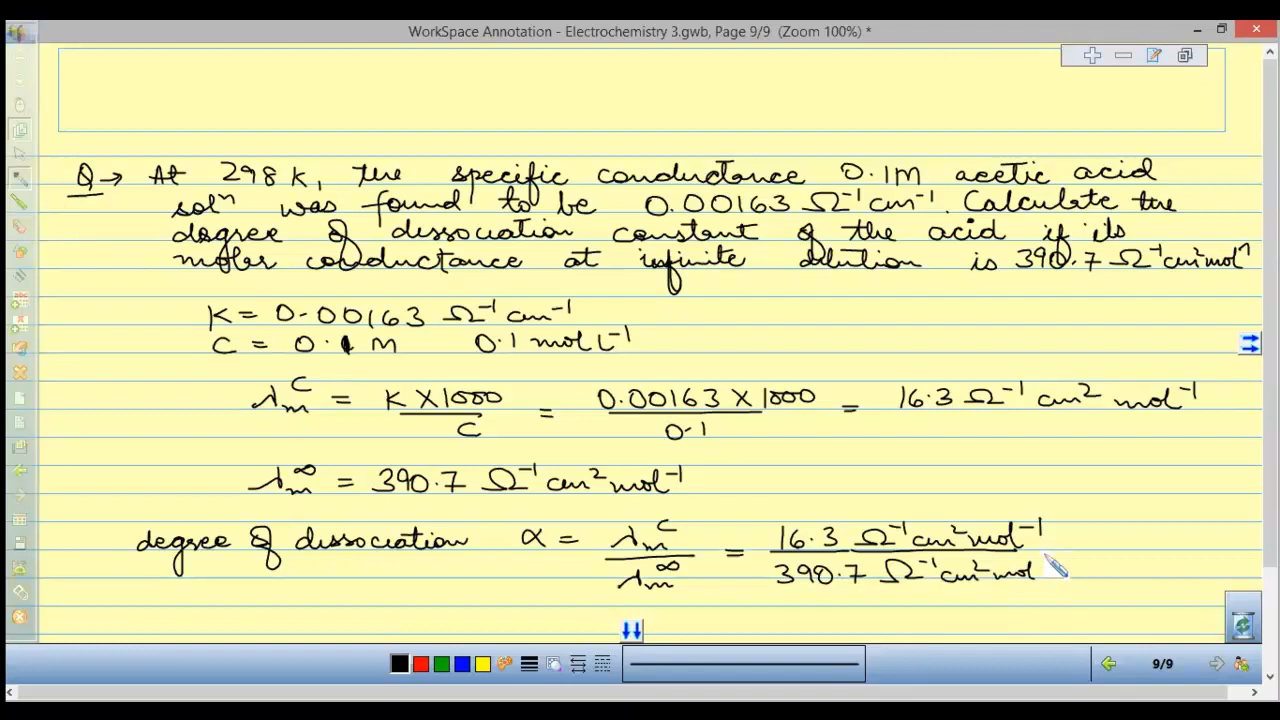 WorkSpace Annotation - Electrochemistry 3.gwb, Page 9/9 (Zoom 100%) *
Q → At 298 K, the specific conductance 0.1M acetic acid
solⁿ was found to be 0.00163 Ω⁻¹ cm⁻¹. Calculate the
degree of dissociation constant of the acid if its
molar conductance at infinite dilution is 390.7 Ω⁻¹ cm² mol⁻¹
K = 0.00163 Ω⁻¹ cm⁻¹
C = 0.1 M 0.1 mol L⁻¹
λₘᶜ = K X 1000 / C = 0.00163 X 1000 / 0.1 = 16.3 Ω⁻¹ cm² mol⁻¹
λₘ^∞ = 390.7 Ω⁻¹ cm² mol⁻¹
degree of dissociation α = λₘᶜ / λₘ^∞ = 16.3 Ω⁻¹ cm² mol⁻¹ / 390.7 Ω⁻¹ cm² mol
9/9